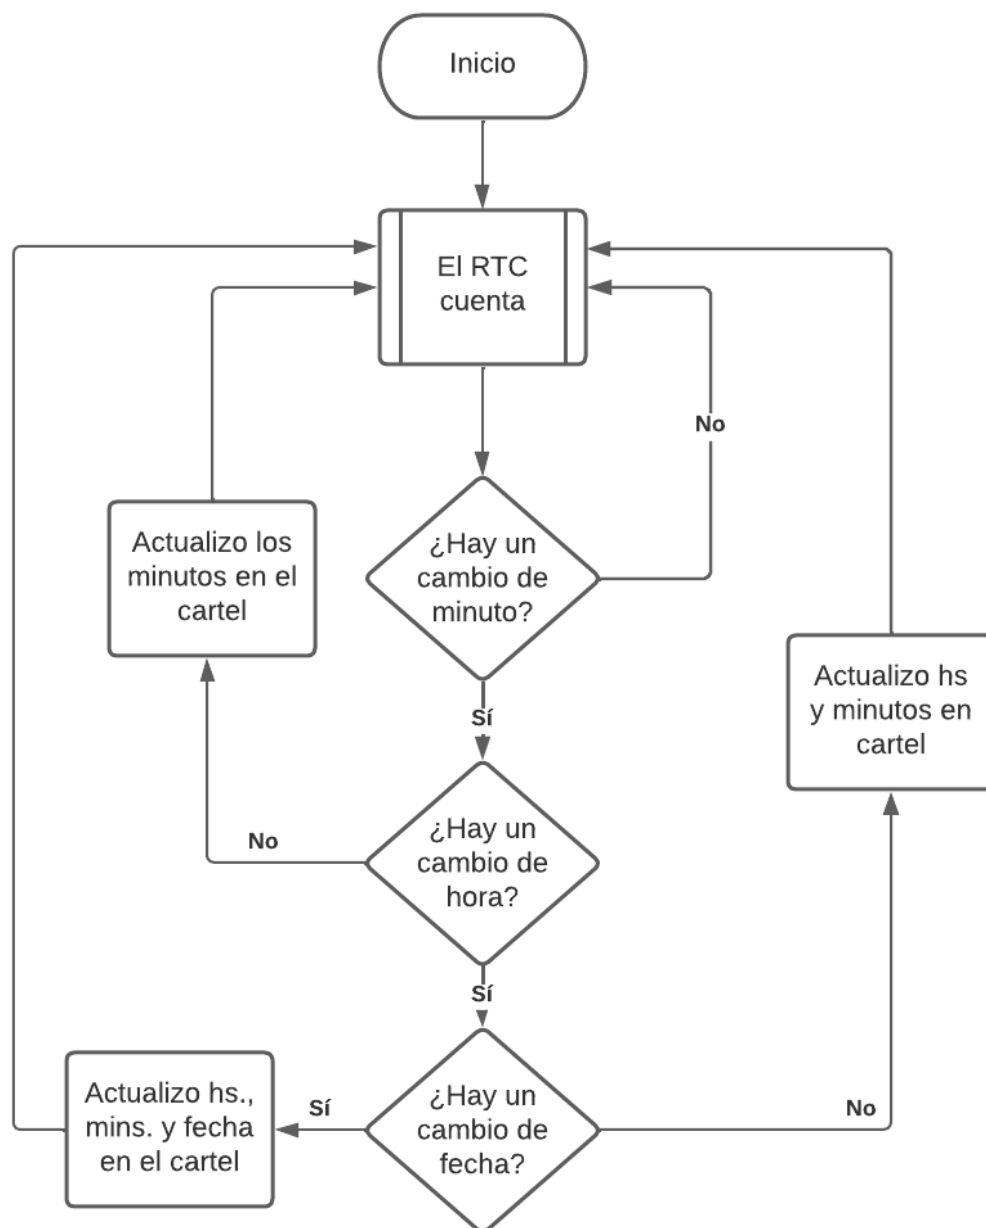 Inicio
El RTC
cuenta
No
¿Hay un
cambio de
minuto?
Actualizo los
minutos en el
cartel
Sí
Actualizo hs
y minutos en
cartel
¿Hay un
cambio de
hora?
No
Sí
¿Hay un
cambio de
fecha?
Sí
Actualizo hs.,
mins. y fecha
en el cartel
No